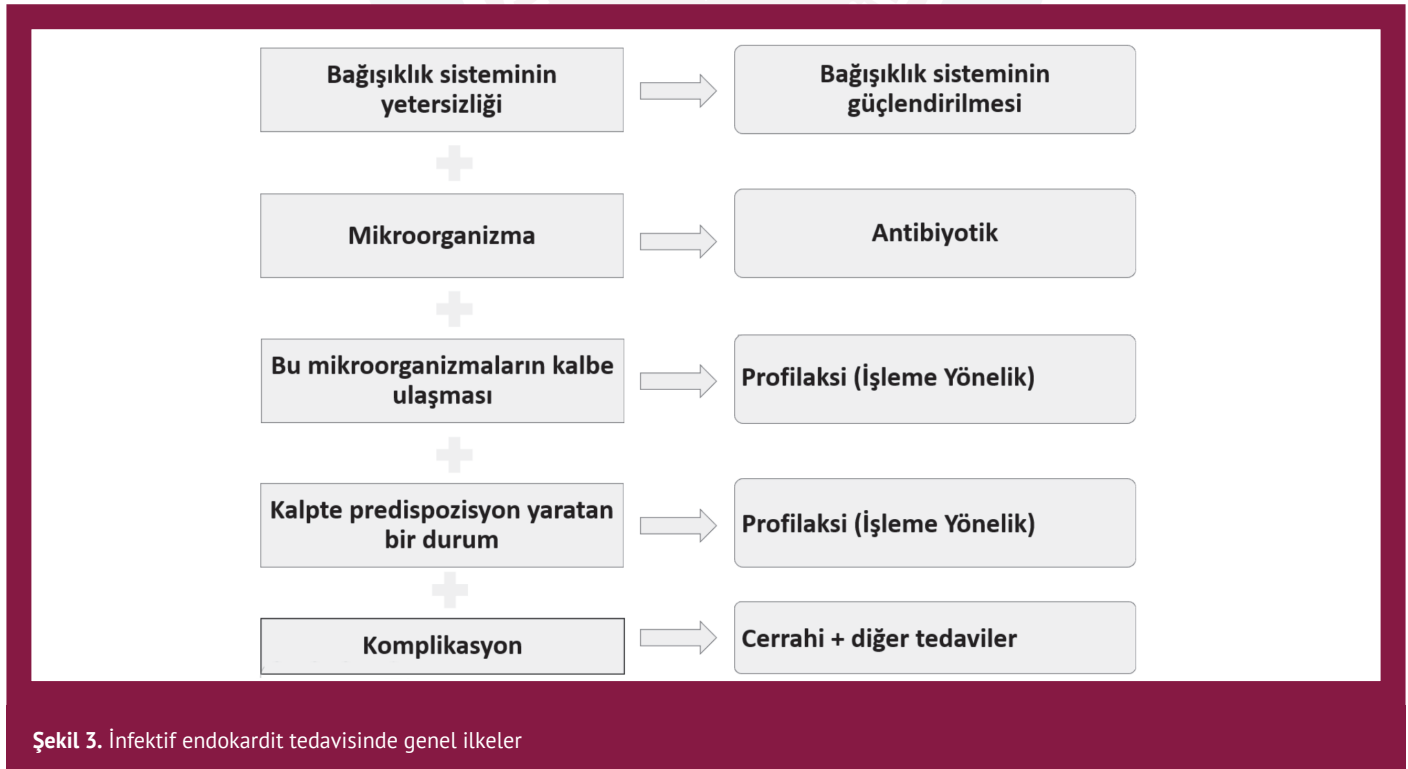 Bağışıklık sisteminin
yetersizliği
Bağışıklık sisteminin
güçlendirilmesi
Mikroorganizma
Antibiyotik
Bu mikroorganizmaların kalbe
ulaşması
Profilaksi (İşleme Yönelik)
Kalpte predispozisyon yaratan
bir durum
Profilaksi (İşleme Yönelik)
Komplikasyon
Cerrahi + diğer tedaviler
Şekil 3. İnfektif endokardit tedavisinde genel ilkeler